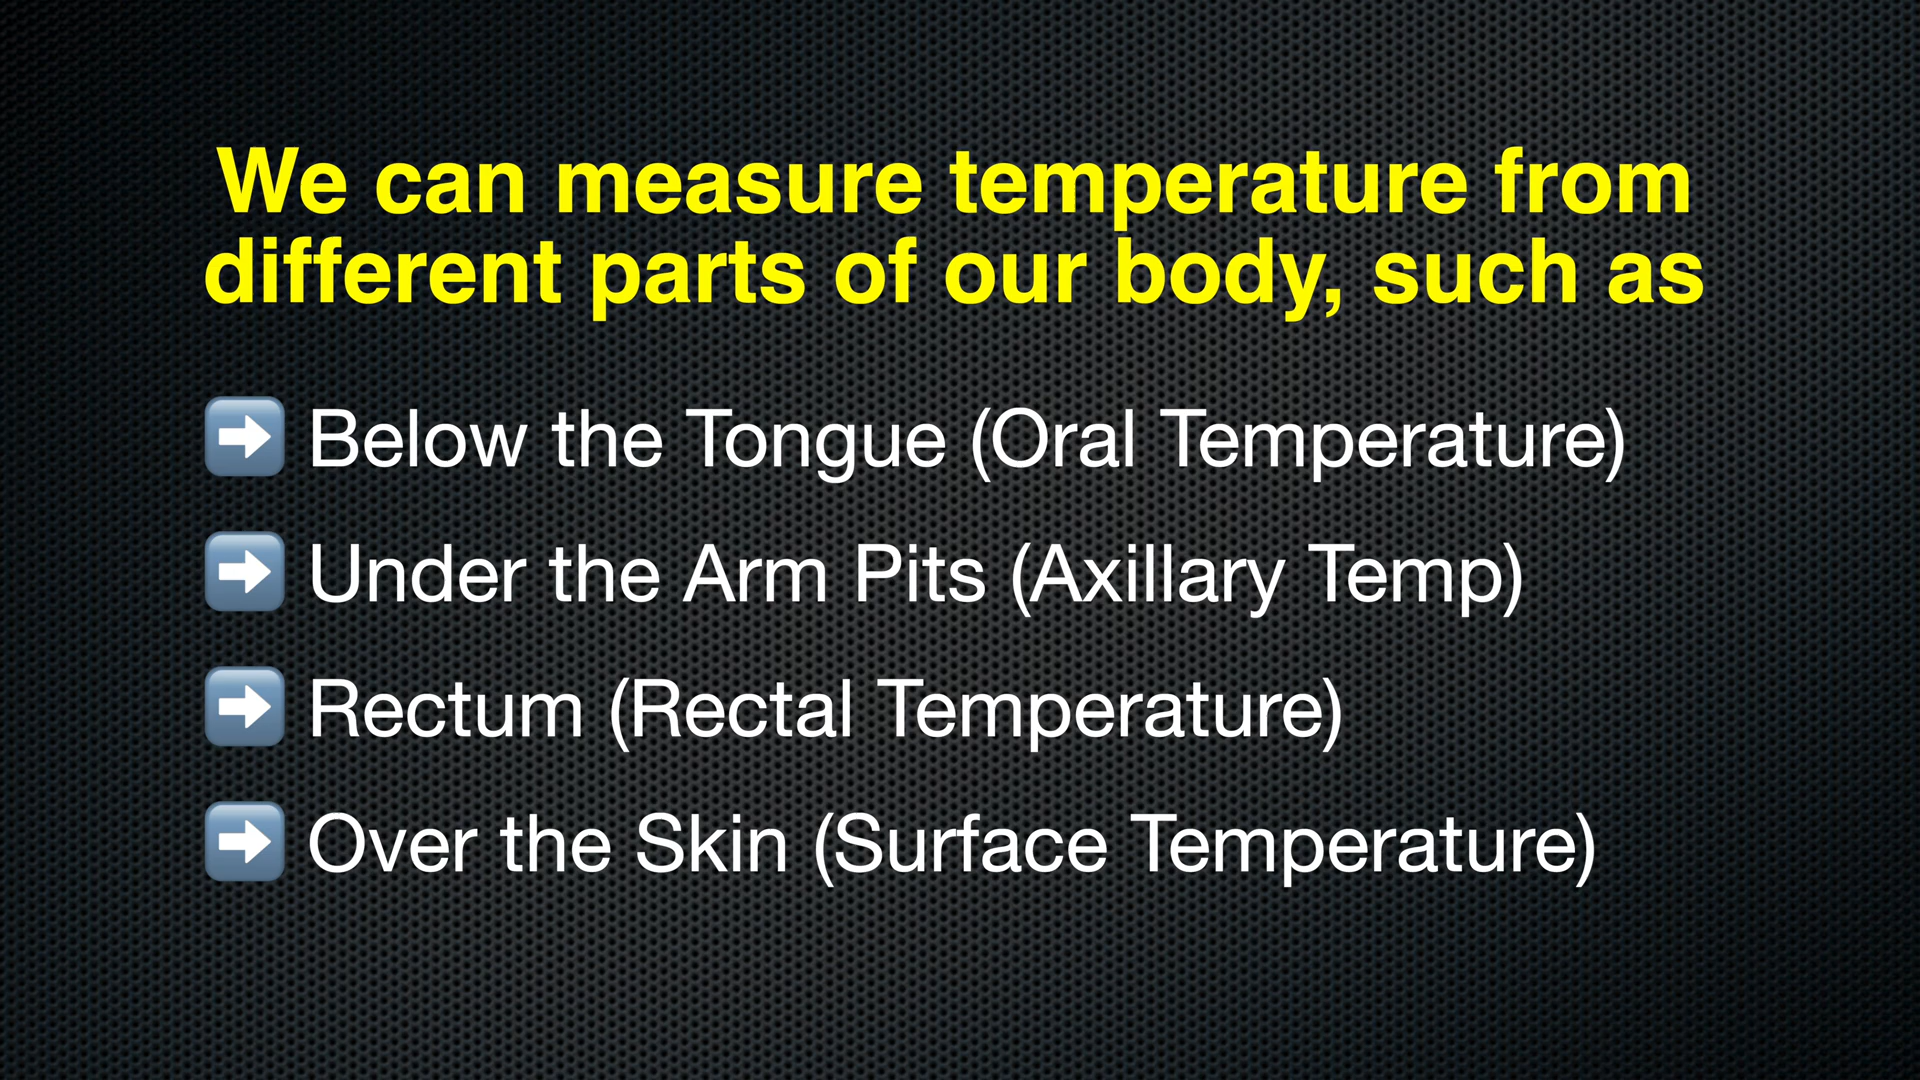 We can measure temperature from
different parts of our body, such as
➡️ Below the Tongue (Oral Temperature)
➡️ Under the Arm Pits (Axillary Temp)
➡️ Rectum (Rectal Temperature)
➡️ Over the Skin (Surface Temperature)